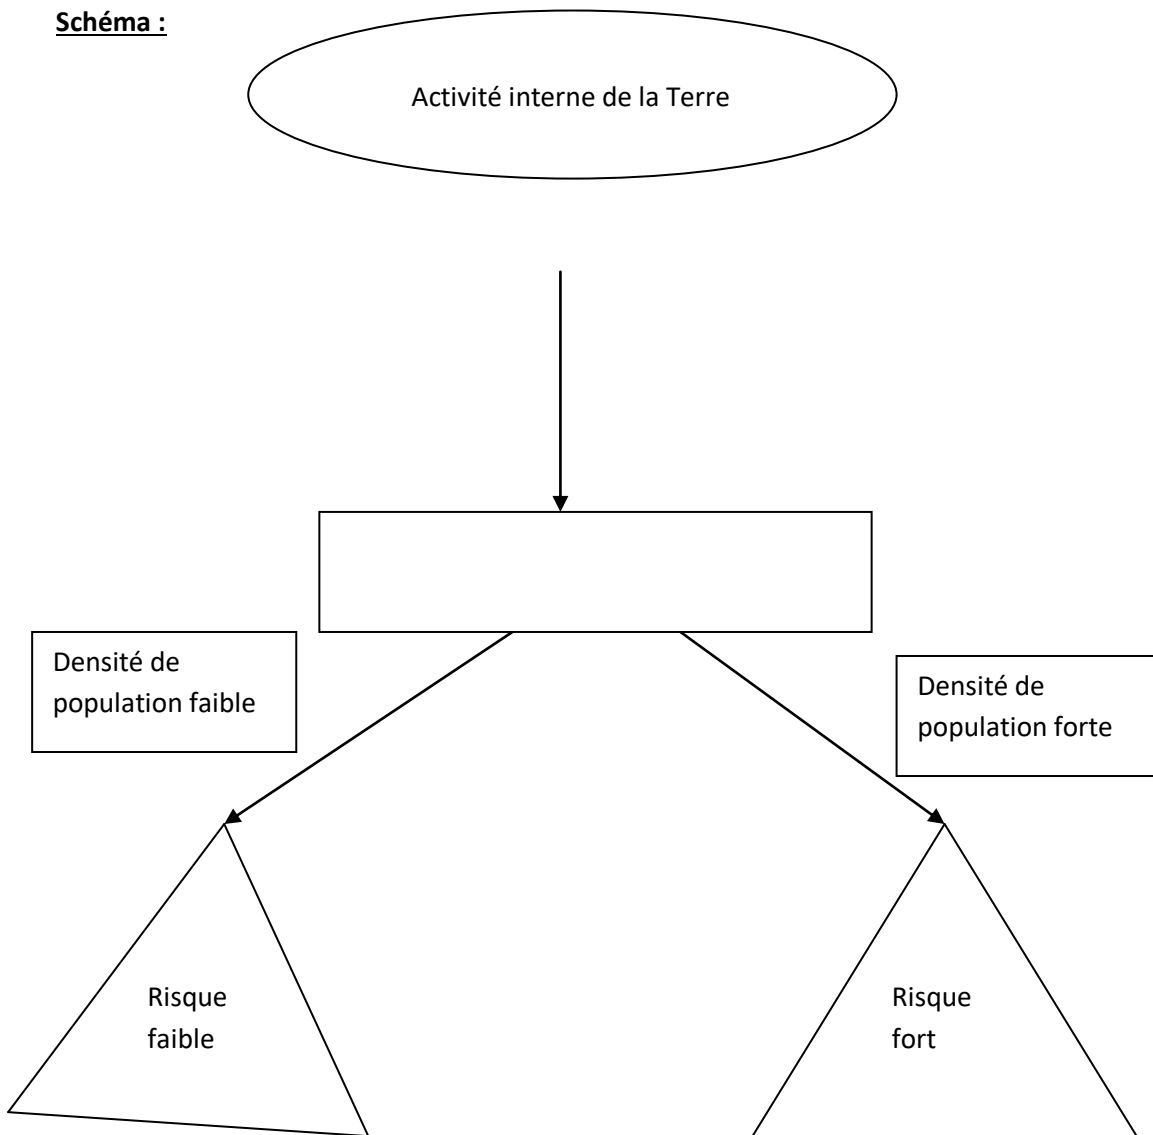 Schéma :
Activité interne de la Terre
Densité de
population faible
Densité de
population forte
Risque
faible
Risque
fort